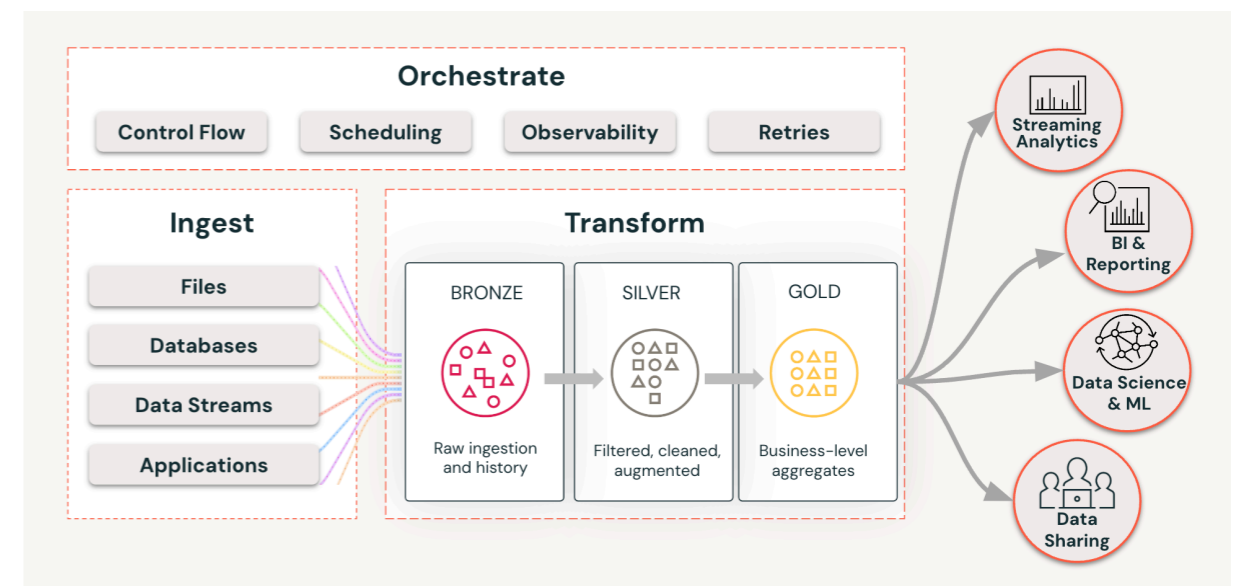 Orchestrate
Control Flow
Scheduling
Observability
Retries
Ingest
Files
Databases
Data Streams
Applications
Transform
BRONZE
Raw ingestion
and history
SILVER
Filtered, cleaned,
augmented
GOLD
Business-level
aggregates
Streaming
Analytics
BI &
Reporting
Data Science
& ML
Data
Sharing